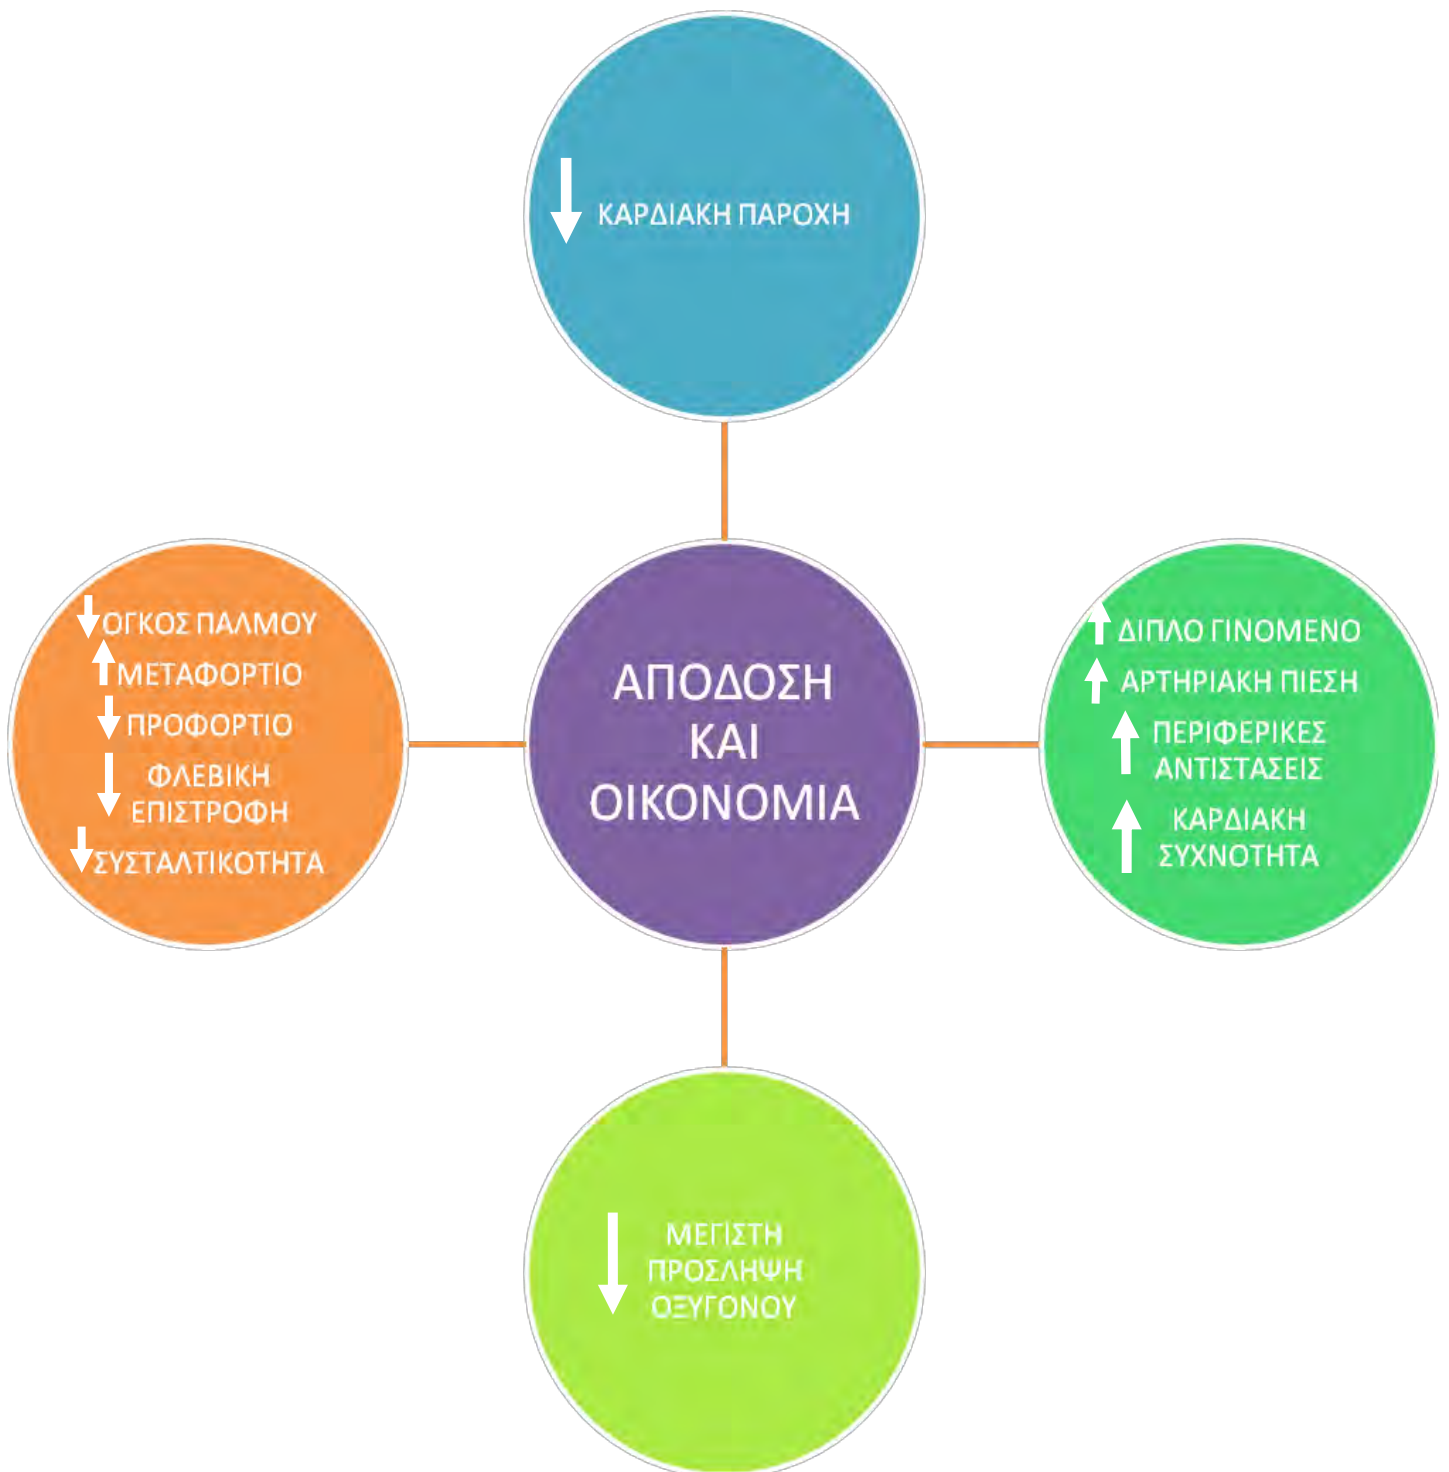 ΚΑΡΔΙΑΚΗ ΠΑΡΟΧΗ
ΟΓΚΟΣ ΠΑΛΜΟΥ
ΜΕΤΑΦΟΡΤΙΟ
ΠΡΟΦΟΡΤΙΟ
ΦΛΕΒΙΚΗ
ΕΠΙΣΤΡΟΦΗ
ΣΥΣΤΑΛΤΙΚΟΤΗΤΑ
ΑΠΟΔΟΣΗ
ΚΑΙ
ΟΙΚΟΝΟΜΙΑ
ΔΙΠΛΟ ΓΙΝΟΜΕΝΟ
ΑΡΤΗΡΙΑΚΗ ΠΙΕΣΗ
ΠΕΡΙΦΕΡΙΚΕΣ
ΑΝΤΙΣΤΑΣΕΙΣ
ΚΑΡΔΙΑΚΗ
ΣΥΧΝΟΤΗΤΑ
ΜΕΓΙΣΤΗ
ΠΡΟΣΛΗΨΗ
ΟΞΥΓΟΝΟΥ